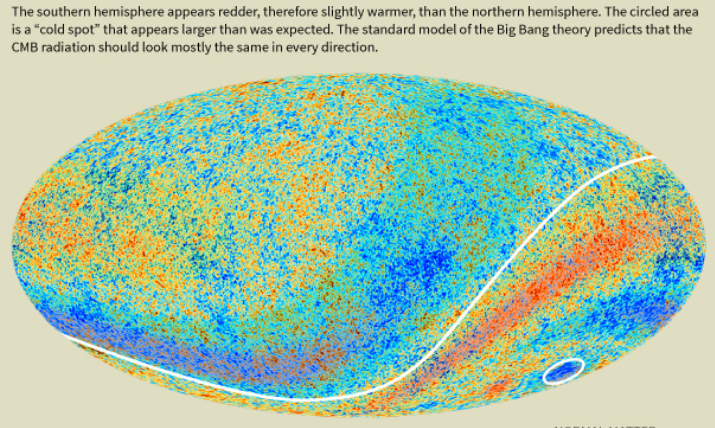 The southern hemisphere appears redder, therefore slightly warmer, than the northern hemisphere. The circled area
is a “cold spot” that appears larger than was expected. The standard model of the Big Bang theory predicts that the
CMB radiation should look mostly the same in every direction.
NORMAL MATTER